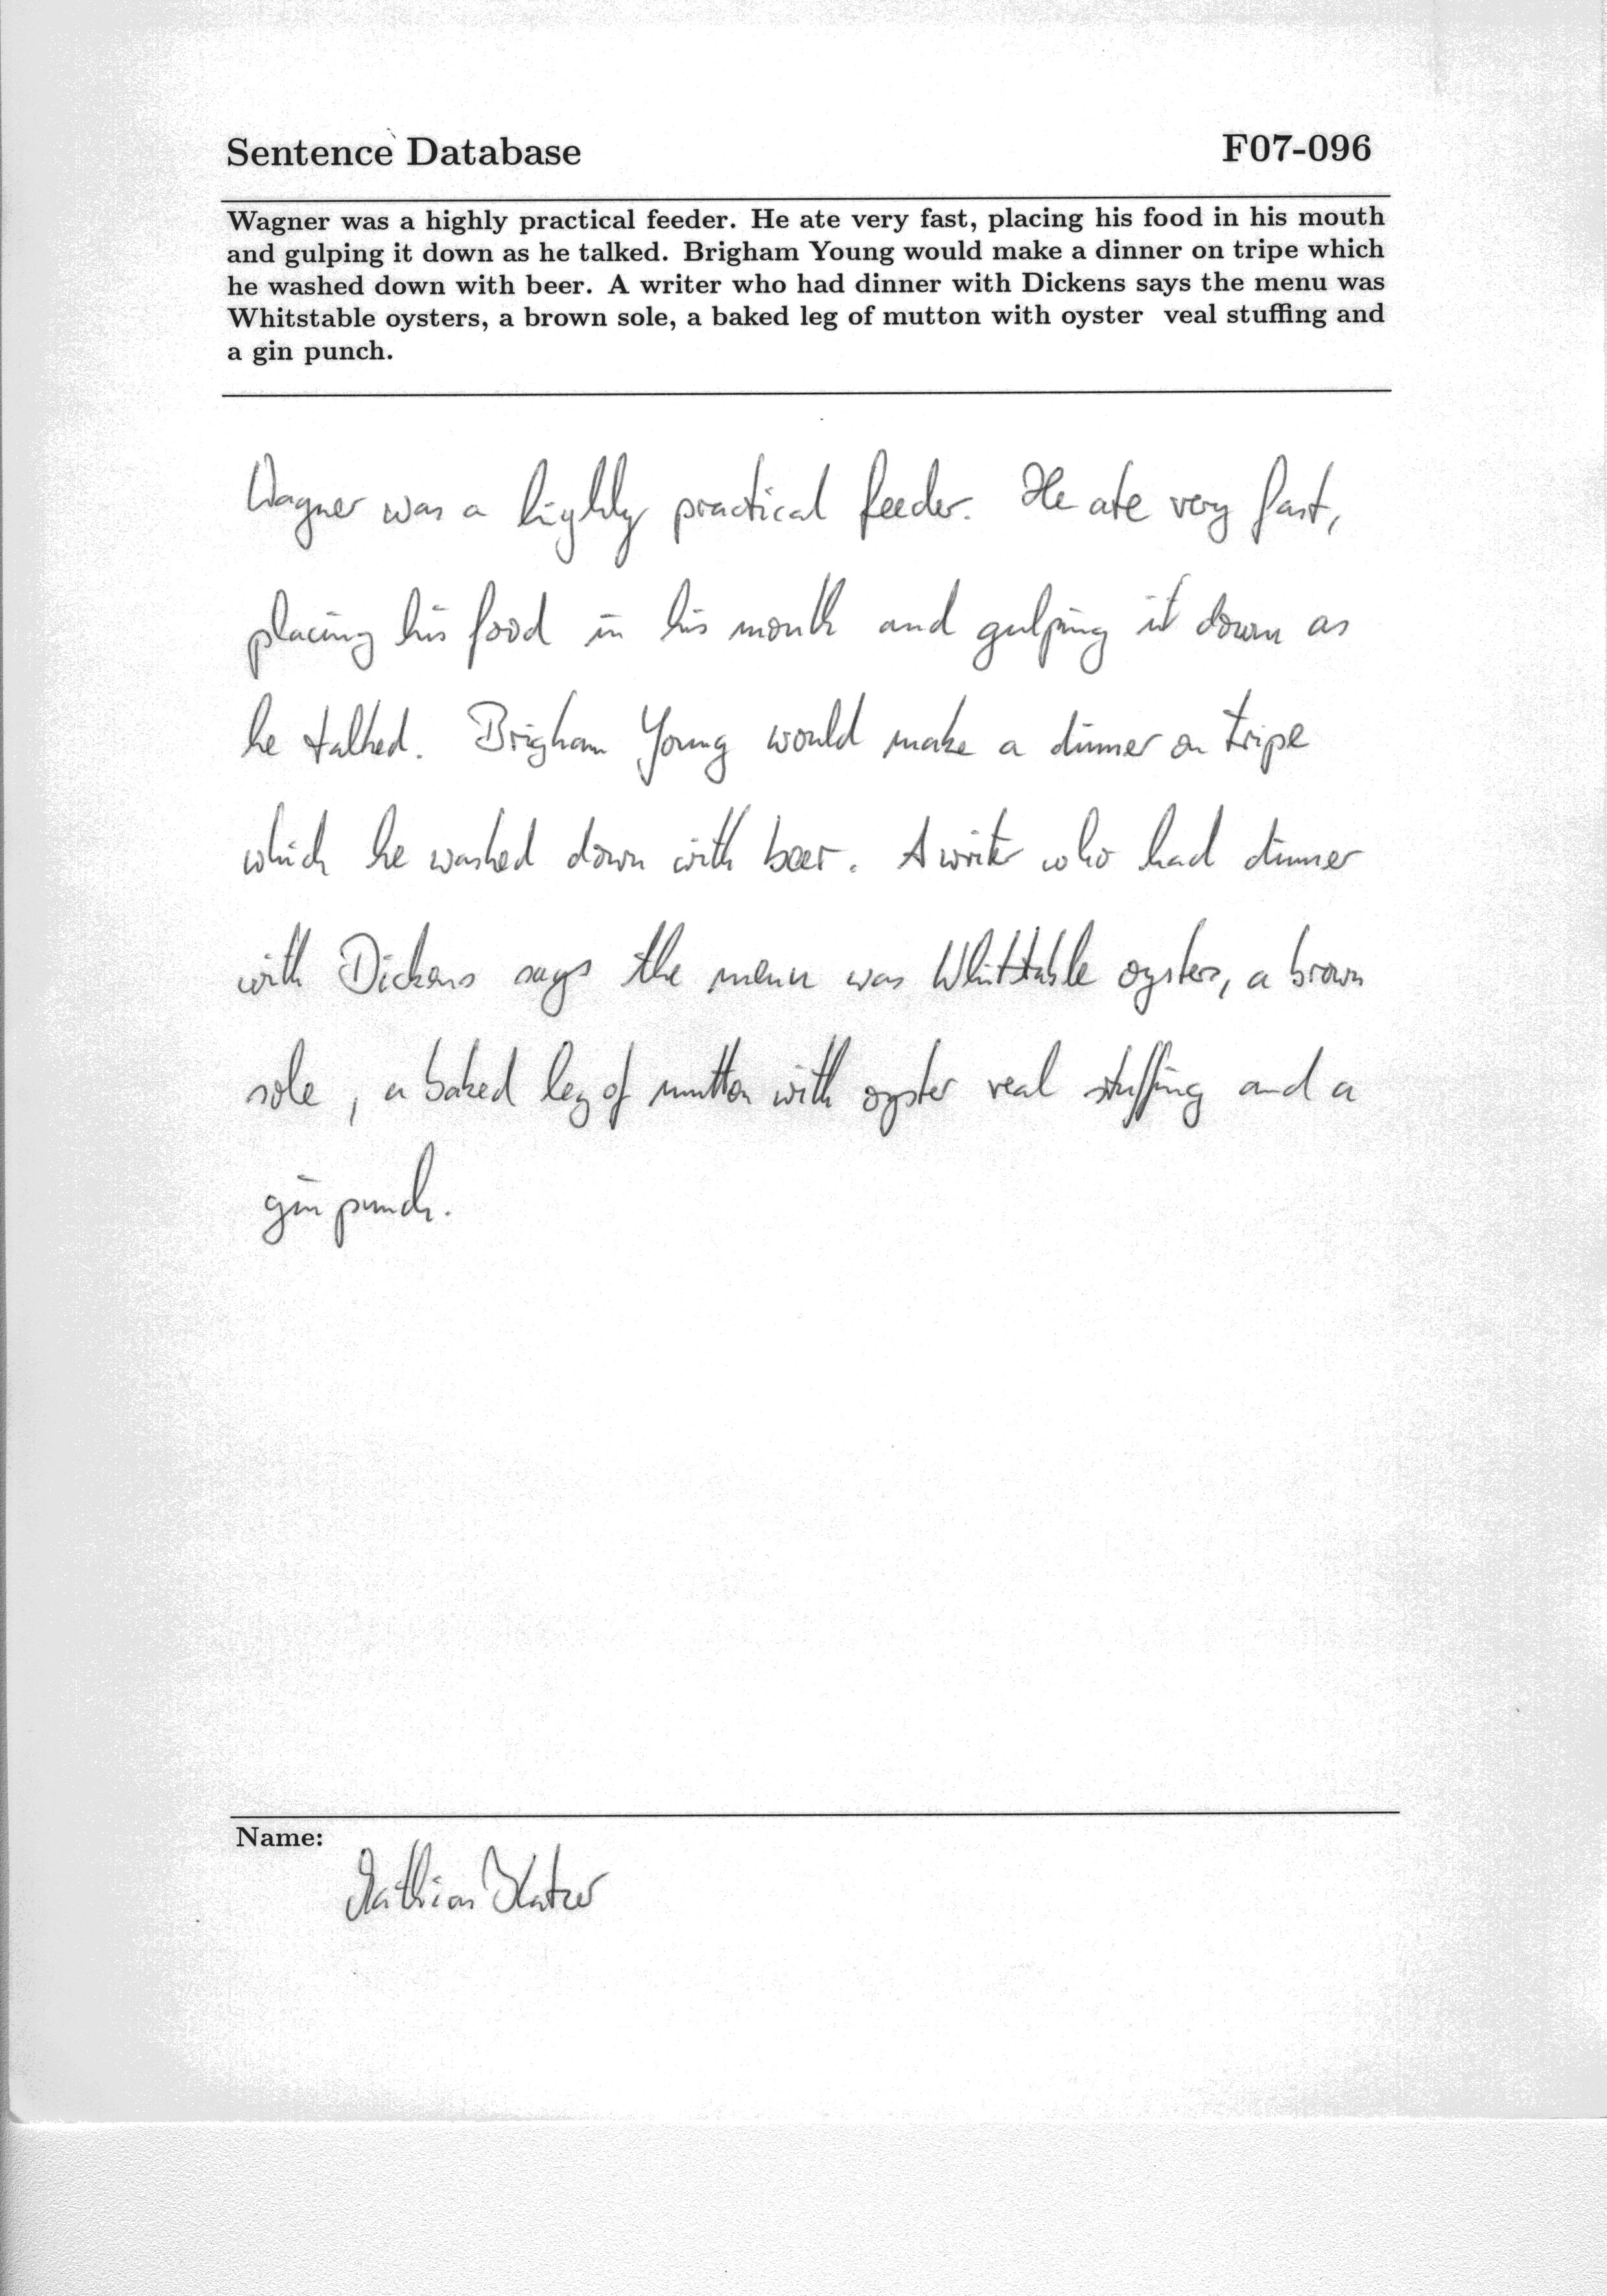 Sentence Database F07-096
Wagner was a highly practical feeder. He ate very fast, placing his food in his mouth
and gulping it down as he talked. Brigham Young would make a dinner on tripe which
he washed down with beer. A writer who had dinner with Dickens says the menu was
Whitstable oysters, a brown sole, a baked leg of mutton with oyster veal stuffing and
a gin punch.
Wagner was a highly practical feeder. He ate very fast,
placing his food in his mouth and gulping it down as
he talked. Brigham Young would make a dinner on tripe
which he washed down with beer. A writer who had dinner
with Dickens says the menu was Whitstable oysters, a brown
sole, a baked leg of mutton with oyster veal stuffing and a
gin punch.
Name: